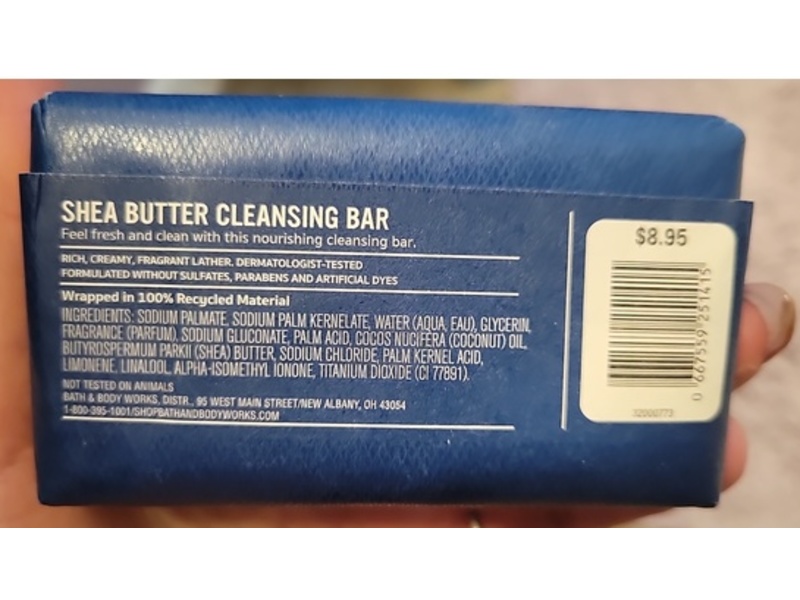 SHEA BUTTER CLEANSING BAR
Feel fresh and clean with this nourishing cleansing bar.
RICH, CREAMY, FRAGRANT LATHER. DERMATOLOGIST-TESTED
FORMULATED WITHOUT SULFATES, PARABENS AND ARTIFICIAL DYES
Wrapped in 100% Recycled Material
INGREDIENTS: SODIUM PALMATE, SODIUM PALM KERNELATE, WATER (AQUA, EAU), GLYCERIN,
FRAGRANCE (PARFUM), SODIUM GLUCONATE, PALM ACID, COCOS NUCIFERA (COCONUT) OIL,
BUTYROSPERMUM PARKII (SHEA) BUTTER, SODIUM CHLORIDE, PALM KERNEL ACID,
LIMONENE, LINALOOL, ALPHA-ISOMETHYL IONONE, TITANIUM DIOXIDE (CI 77891).
NOT TESTED ON ANIMALS
BATH & BODY WORKS, DISTR., 95 WEST MAIN STREET/NEW ALBANY, OH 43054
1-800-395-1001/SHOPBATHANDBODYWORKS.COM
$8.95
0 667559 251415
32000773